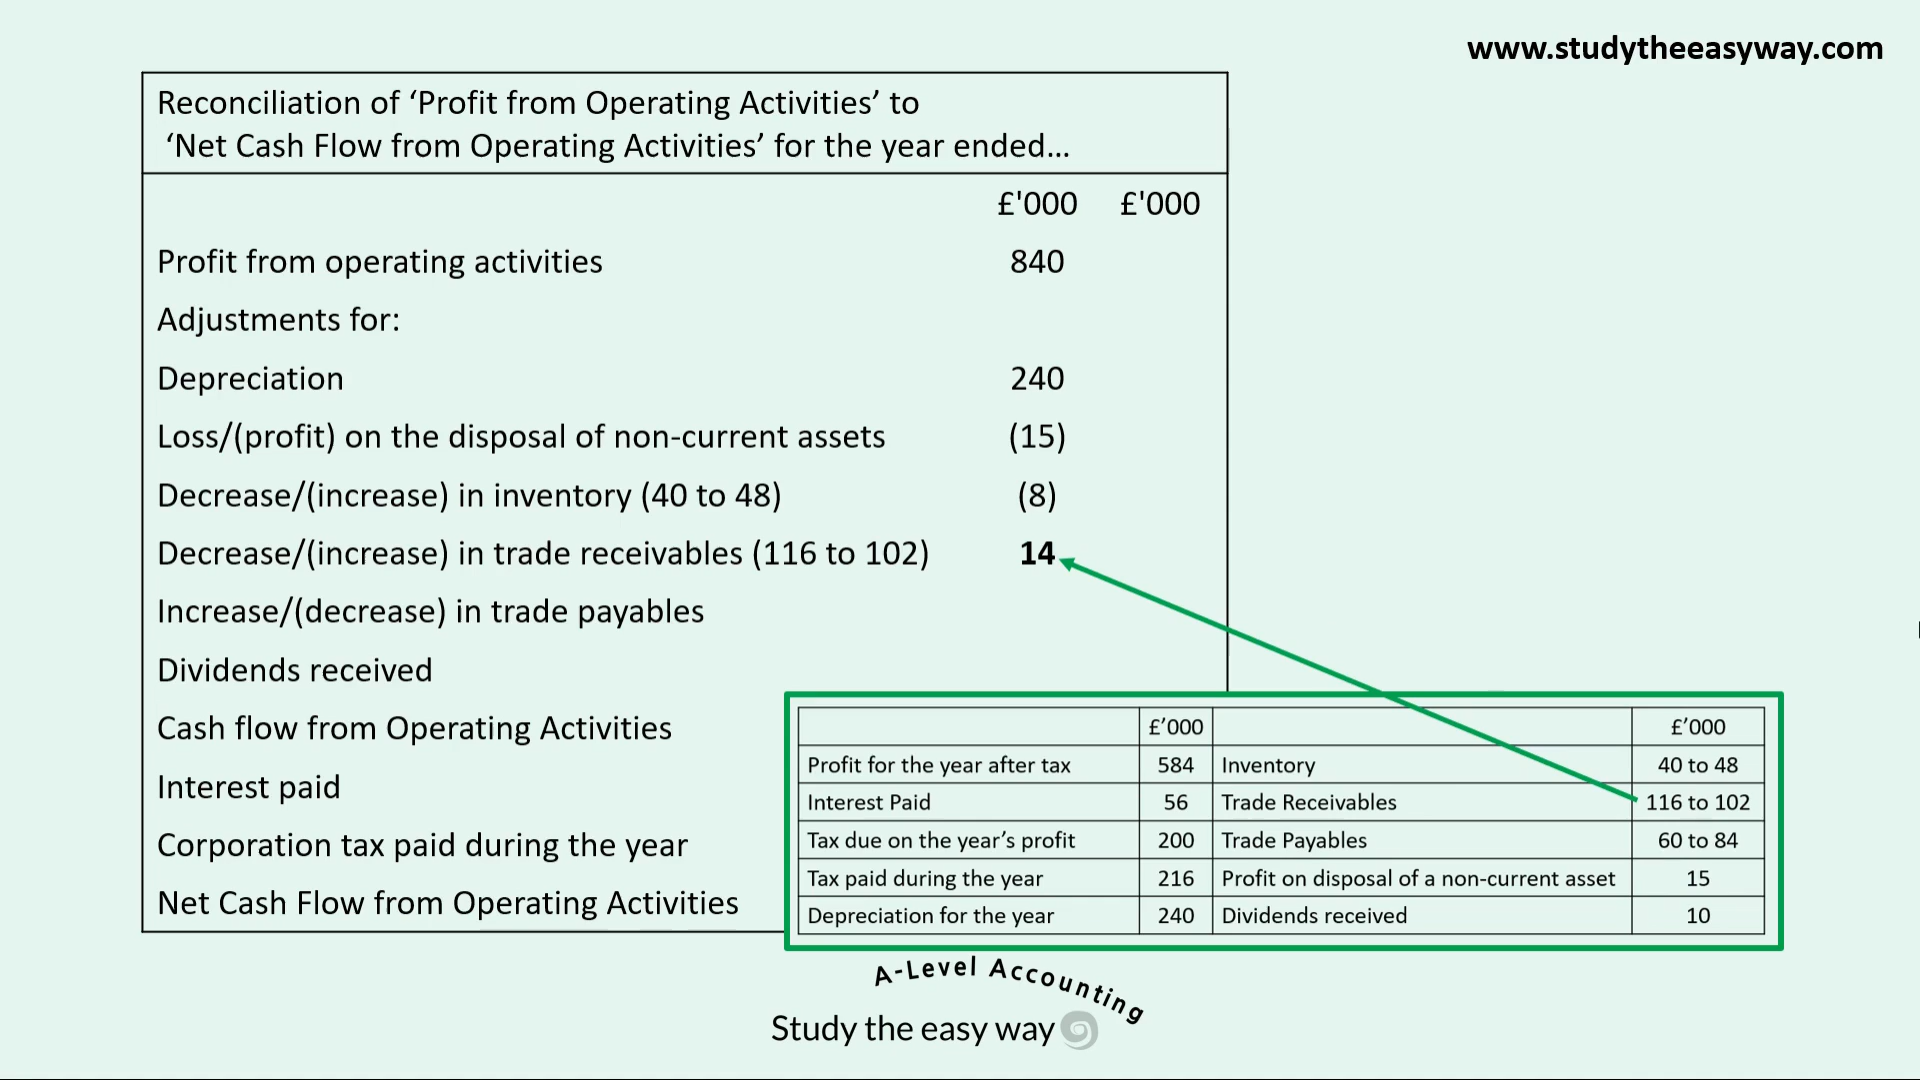 www.studytheeasyway.com
Reconciliation of ‘Profit from Operating Activities’ to
‘Net Cash Flow from Operating Activities’ for the year ended...
£'000 £'000
Profit from operating activities 840
Adjustments for:
Depreciation 240
Loss/(profit) on the disposal of non-current assets (15)
Decrease/(increase) in inventory (40 to 48) (8)
Decrease/(increase) in trade receivables (116 to 102) 14
Increase/(decrease) in trade payables
Dividends received
Cash flow from Operating Activities
Interest paid
Corporation tax paid during the year
Net Cash Flow from Operating Activities
£’000 £’000
Profit for the year after tax 584 Inventory 40 to 48
Interest Paid 56 Trade Receivables 116 to 102
Tax due on the year’s profit 200 Trade Payables 60 to 84
Tax paid during the year 216 Profit on disposal of a non-current asset 15
Depreciation for the year 240 Dividends received 10
A-Level Accounting
Study the easy way